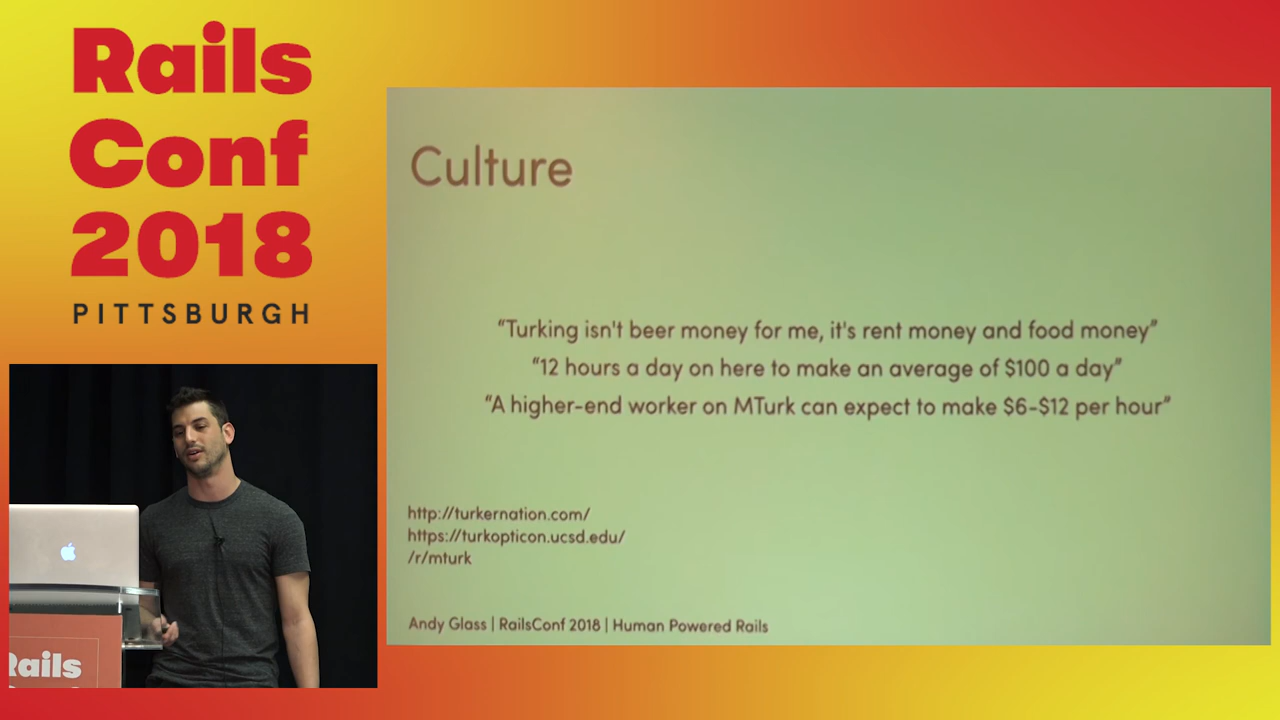 Rails
Conf
2018
PITTSBURGH
Culture
“Turking isn't beer money for me, it's rent money and food money”
“12 hours a day on here to make an average of $100 a day”
“A higher-end worker on MTurk can expect to make $6-$12 per hour”
http://turkernation.com/
https://turkopticon.ucsd.edu/
/r/mturk
Andy Glass | RailsConf 2018 | Human Powered Rails
Rails